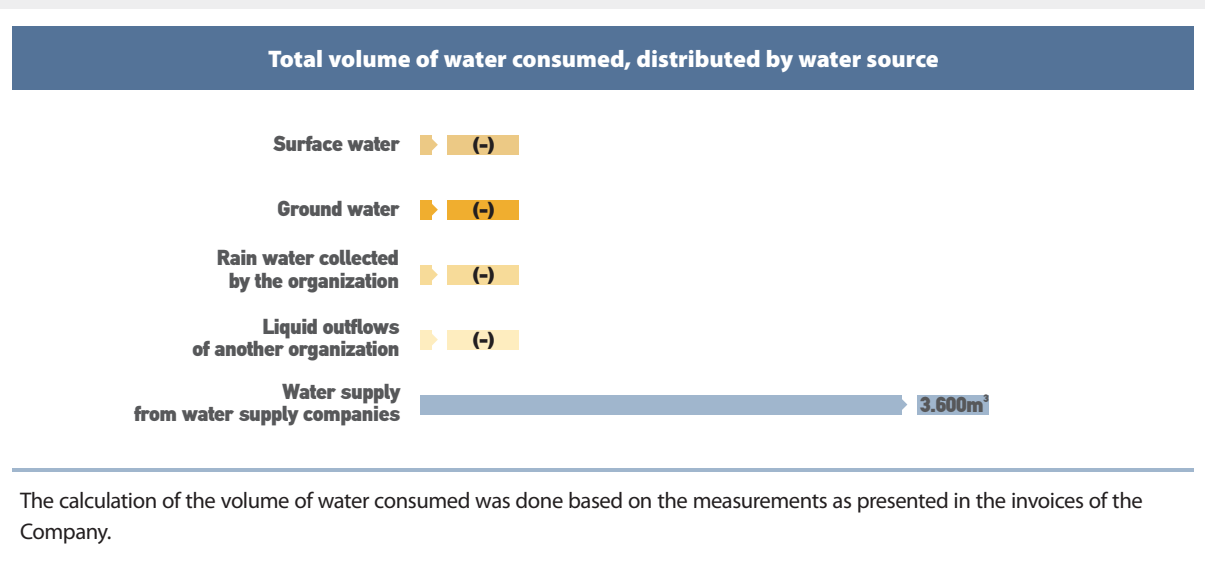 Total volume of water consumed, distributed by water source
Surface water
(-)
Ground water
(-)
Rain water collected
by the organization
(-)
Liquid outflows
of another organization
(-)
Water supply
from water supply companies
3.600m³
The calculation of the volume of water consumed was done based on the measurements as presented in the invoices of the
Company.